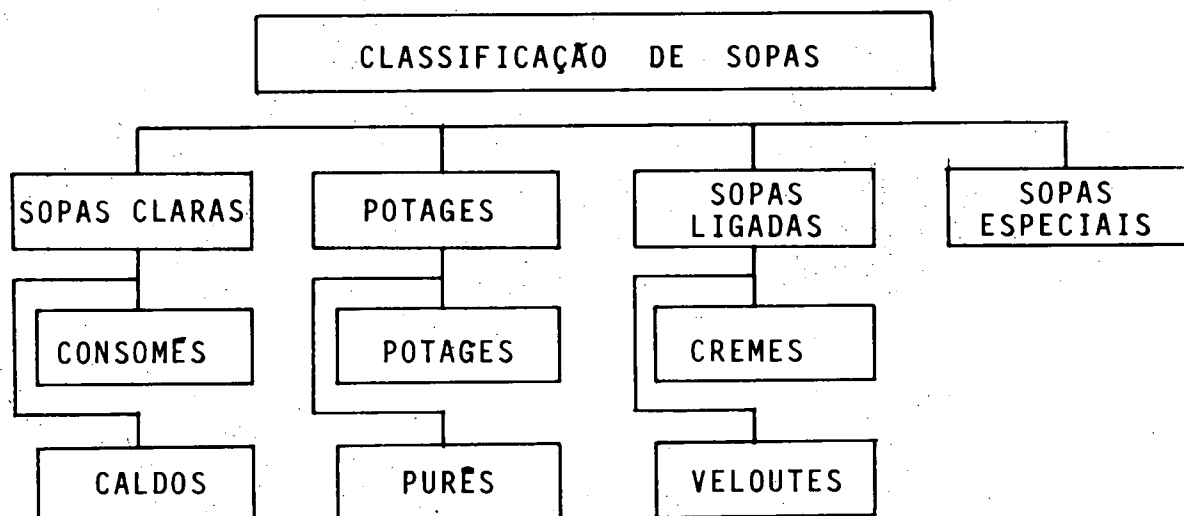 CLASSIFICAÇÃO DE SOPAS
SOPAS CLARAS
POTAGES
SOPAS
LIGADAS
SOPAS
ESPECIAIS
CONSOMÉS
POTAGES
CREMES
CALDOS
PURÊS
VELOUTES